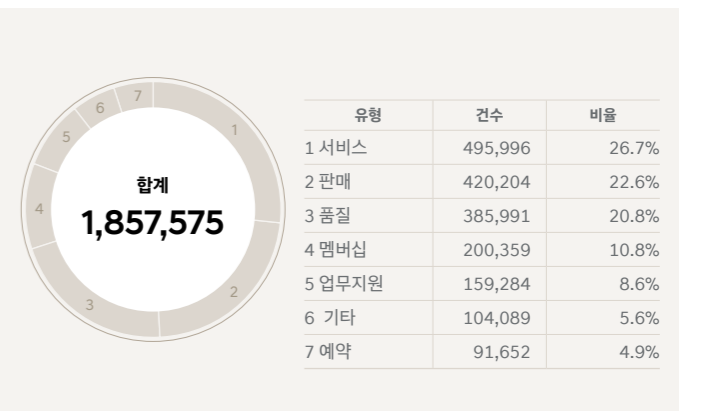 7
6
1
5
합계
4
1,857,575
2
3
유형 건수 비율
1 서비스 495,996 26.7%
2 판매 420,204 22.6%
3 품질 385,991 20.8%
4 멤버십 200,359 10.8%
5 업무지원 159,284 8.6%
6 기타 104,089 5.6%
7 예약 91,652 4.9%